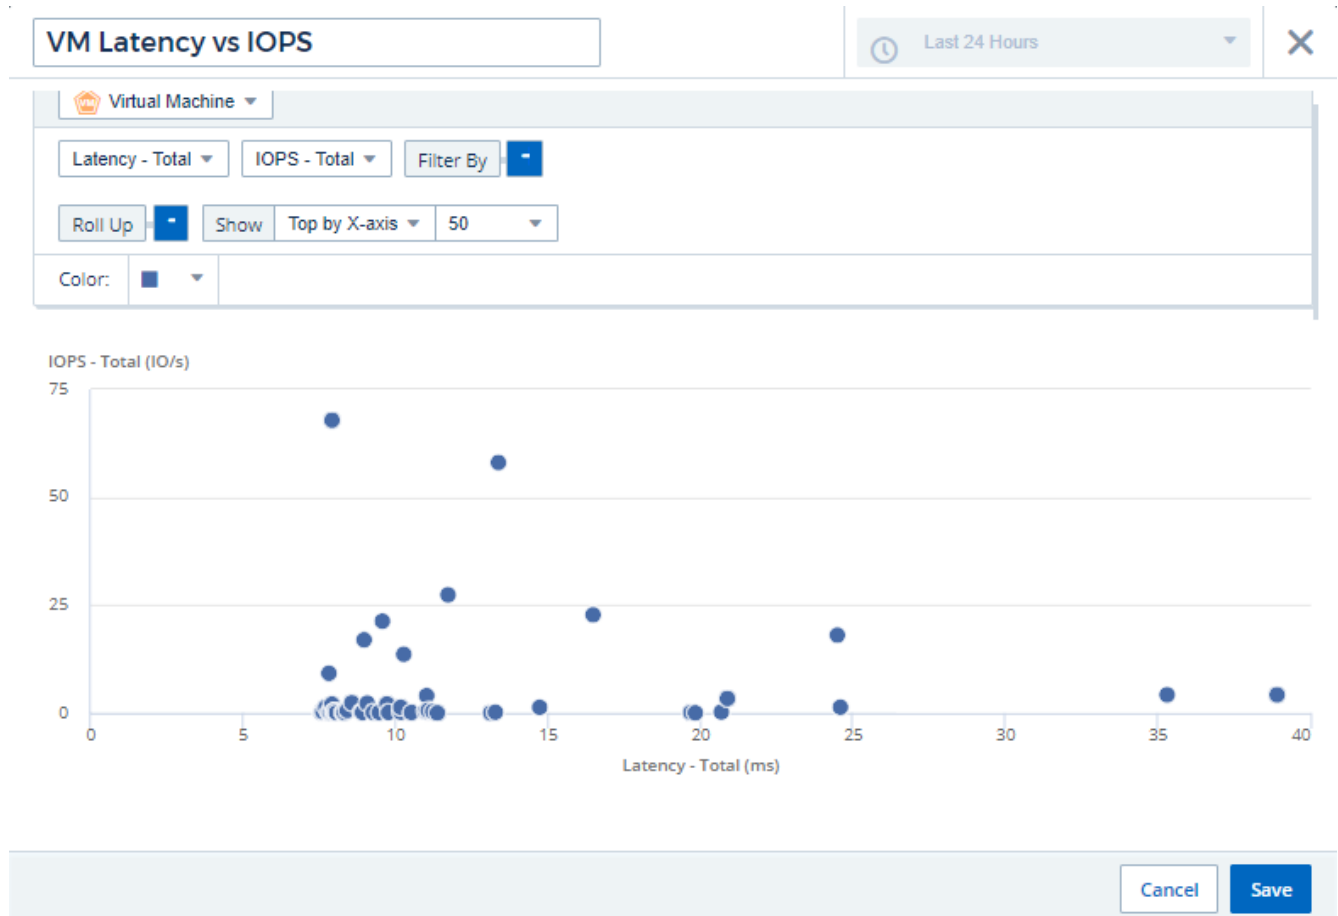 VM Latency vs IOPS
Last 24 Hours
VM Virtual Machine
Latency - Total IOPS - Total Filter By -
Roll Up - Show Top by X-axis 50
Color:
IOPS - Total (IO/s)
75
50
25
0
0 5 10 15 20 25 30 35 40
Latency - Total (ms)
Cancel Save